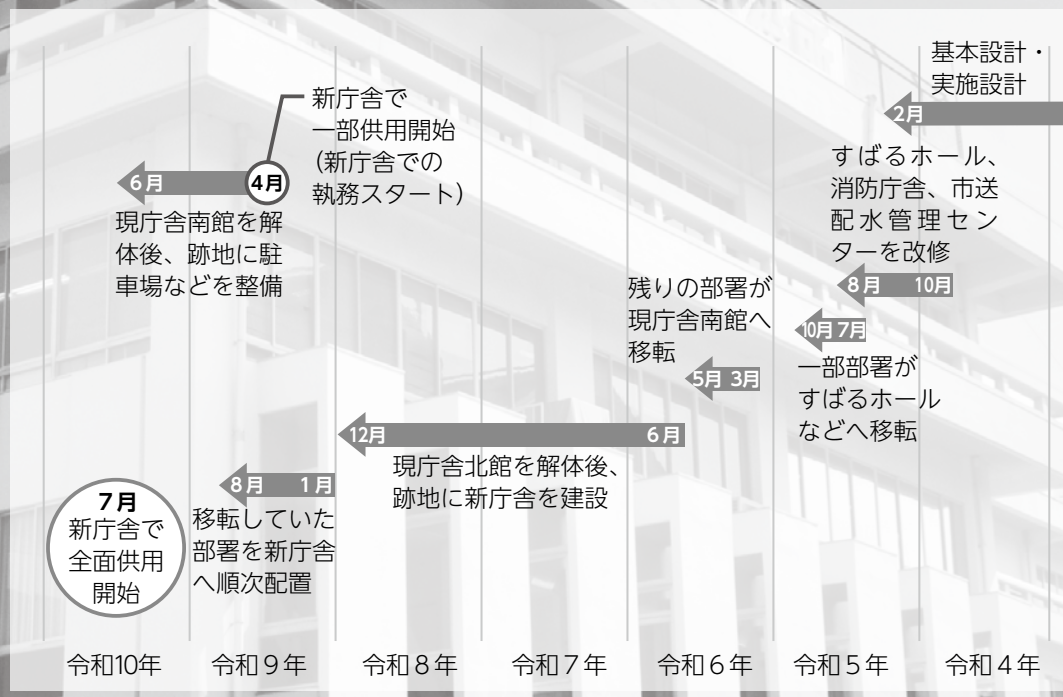 基本設計・
実施設計
2月
すばるホール、
消防庁舎、市送
配水管理セン
ターを改修
8月 10月
10月 7月
一部部署が
すばるホール
などへ移転
残りの部署が
現庁舎南館へ
移転
5月 3月
12月 6月
現庁舎北館を解体後、
跡地に新庁舎を建設
8月 1月
移転していた
部署を新庁舎
へ順次配置
新庁舎で
一部供用開始
(新庁舎での
執務スタート)
6月 4月
現庁舎南館を解
体後、跡地に駐
車場などを整備
7月
新庁舎で
全面供用
開始
令和10年 令和9年 令和8年 令和7年 令和6年 令和5年 令和4年